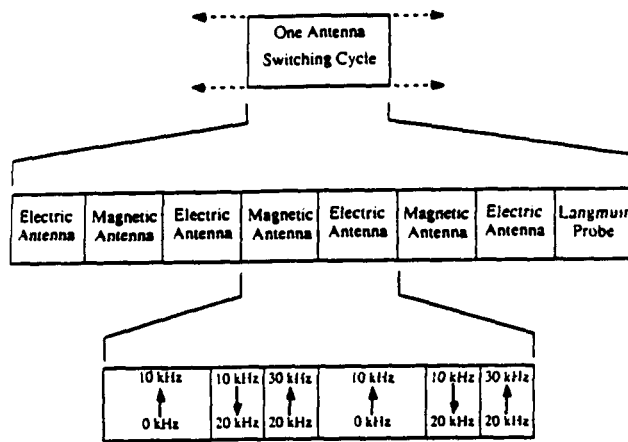 One Antenna
Switching Cycle
Electric Antenna
Magnetic Antenna
Electric Antenna
Magnetic Antenna
Electric Antenna
Magnetic Antenna
Electric Antenna
Langmuir Probe
10 kHz
10 kHz
30 kHz
10 kHz
10 kHz
30 kHz
0 kHz
20 kHz
20 kHz
0 kHz
20 kHz
20 kHz